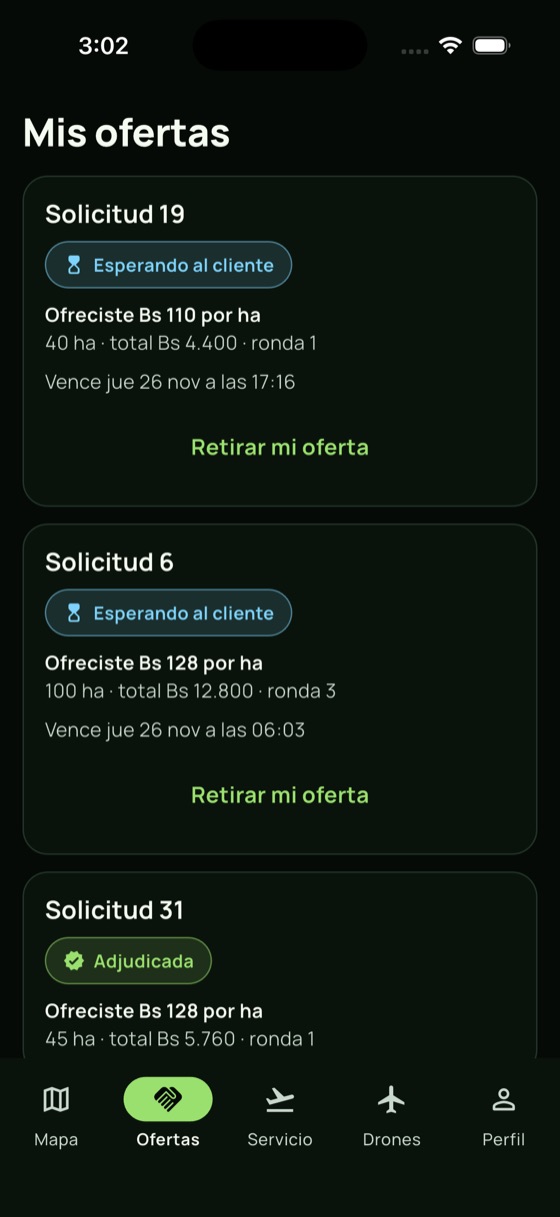 3:02
Mis ofertas
Solicitud 19
Esperando al cliente
Ofreciste Bs 110 por ha
40 ha · total Bs 4.400 · ronda 1
Vence jue 26 nov a las 17:16
Retirar mi oferta
Solicitud 6
Esperando al cliente
Ofreciste Bs 128 por ha
100 ha · total Bs 12.800 · ronda 3
Vence jue 26 nov a las 06:03
Retirar mi oferta
Solicitud 31
Adjudicada
Ofreciste Bs 128 por ha
45 ha · total Bs 5.760 · ronda 1
Mapa Ofertas Servicio Drones Perfil